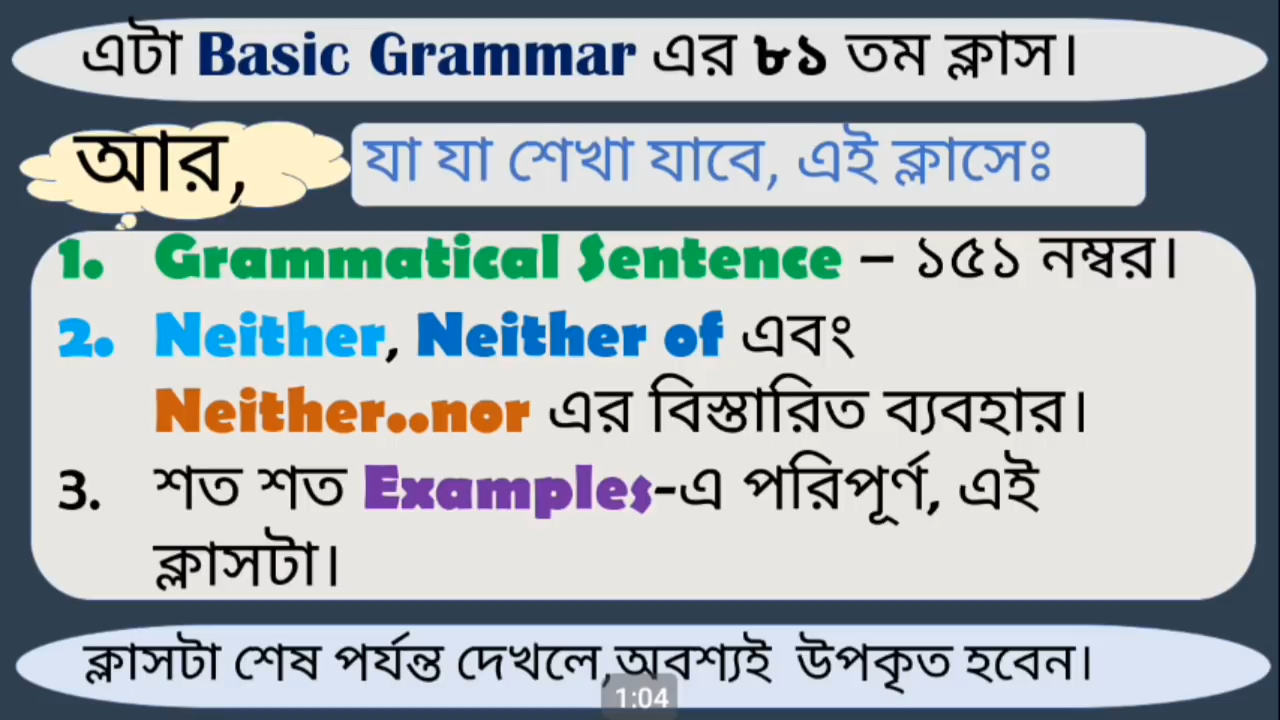 এটা Basic Grammar এর ৮১ তম ক্লাস।
আর,
যা যা শেখা যাবে, এই ক্লাসেঃ
1. Grammatical Sentence – ১৫১ নম্বর।
2. Neither, Neither of এবং
Neither..nor এর বিস্তারিত ব্যবহার।
3. শত শত Examples-এ পরিপূর্ণ, এই
ক্লাসটা।
ক্লাসটা শেষ পর্যন্ত দেখলে,অবশ্যই উপকৃত হবেন।
1:04